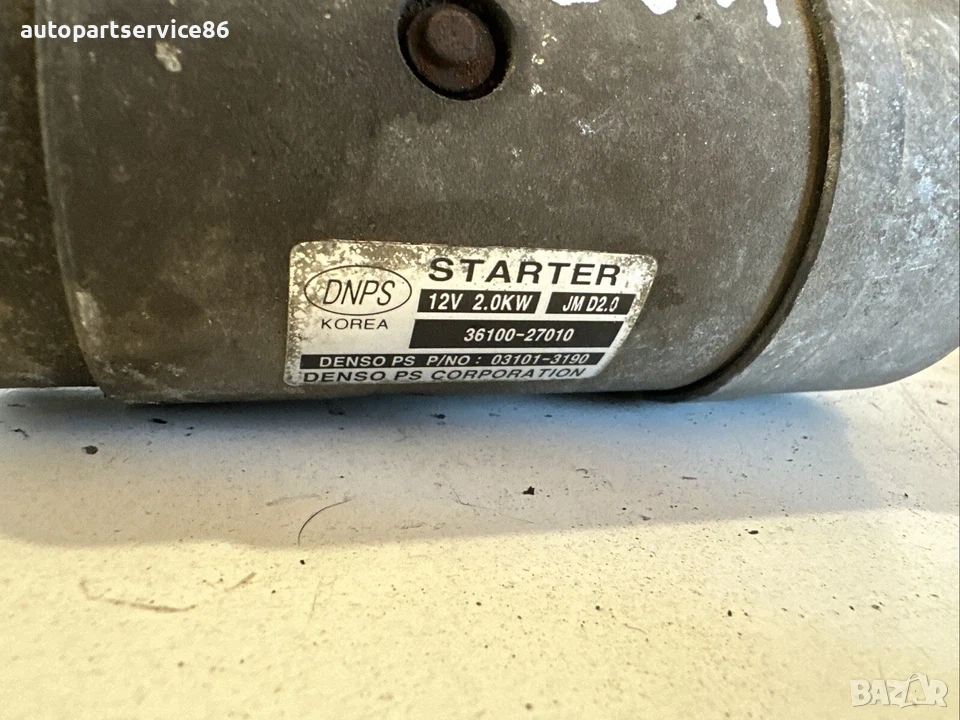 autopartservice86
DNPS
KOREA
STARTER
12V 2.0KW JM D2.0
36100-27010
DENSO PS P/NO : 03101-3190
DENSO PS CORPORATION
BAZAR